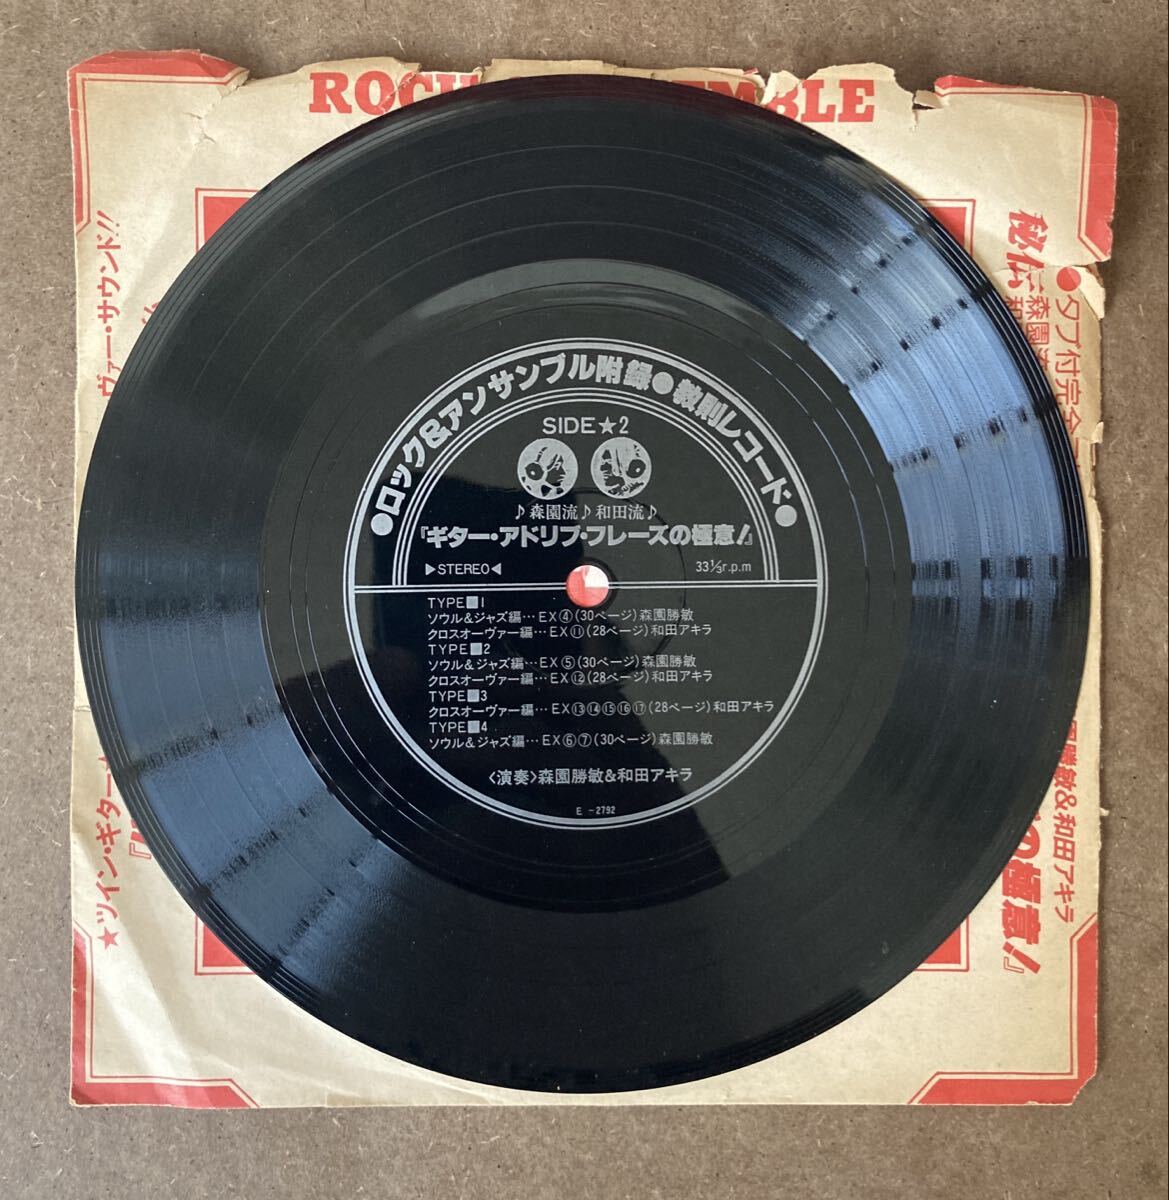 ROCK
MBLE
●ロック&アンサンブル附録●教則レコード●
SIDE★2
♪森園流♪和田流♪
『ギター・アドリブ・フレーズの極意!』
▶STEREO◀
33⅓r.p.m
TYPE■1
ソウル&ジャズ編…EX④(30ページ)森園勝敏
クロスオーヴァー編…EX⑪(28ページ)和田アキラ
TYPE■2
ソウル&ジャズ編…EX⑤(30ページ)森園勝敏
クロスオーヴァー編…EX⑫(28ページ)和田アキラ
TYPE■3
クロスオーヴァー編…EX⑬⑭⑮⑯⑰(28ページ)和田アキラ
TYPE■4
ソウル&ジャズ編…EX⑥⑦(30ページ)森園勝敏
〈演奏〉森園勝敏&和田アキラ
E-2792
●タブ付完全
秘伝
森園流
和
勝敏&和田アキラ
の極意!』
ヴァー・サウンド!!
★ツイン・ギター